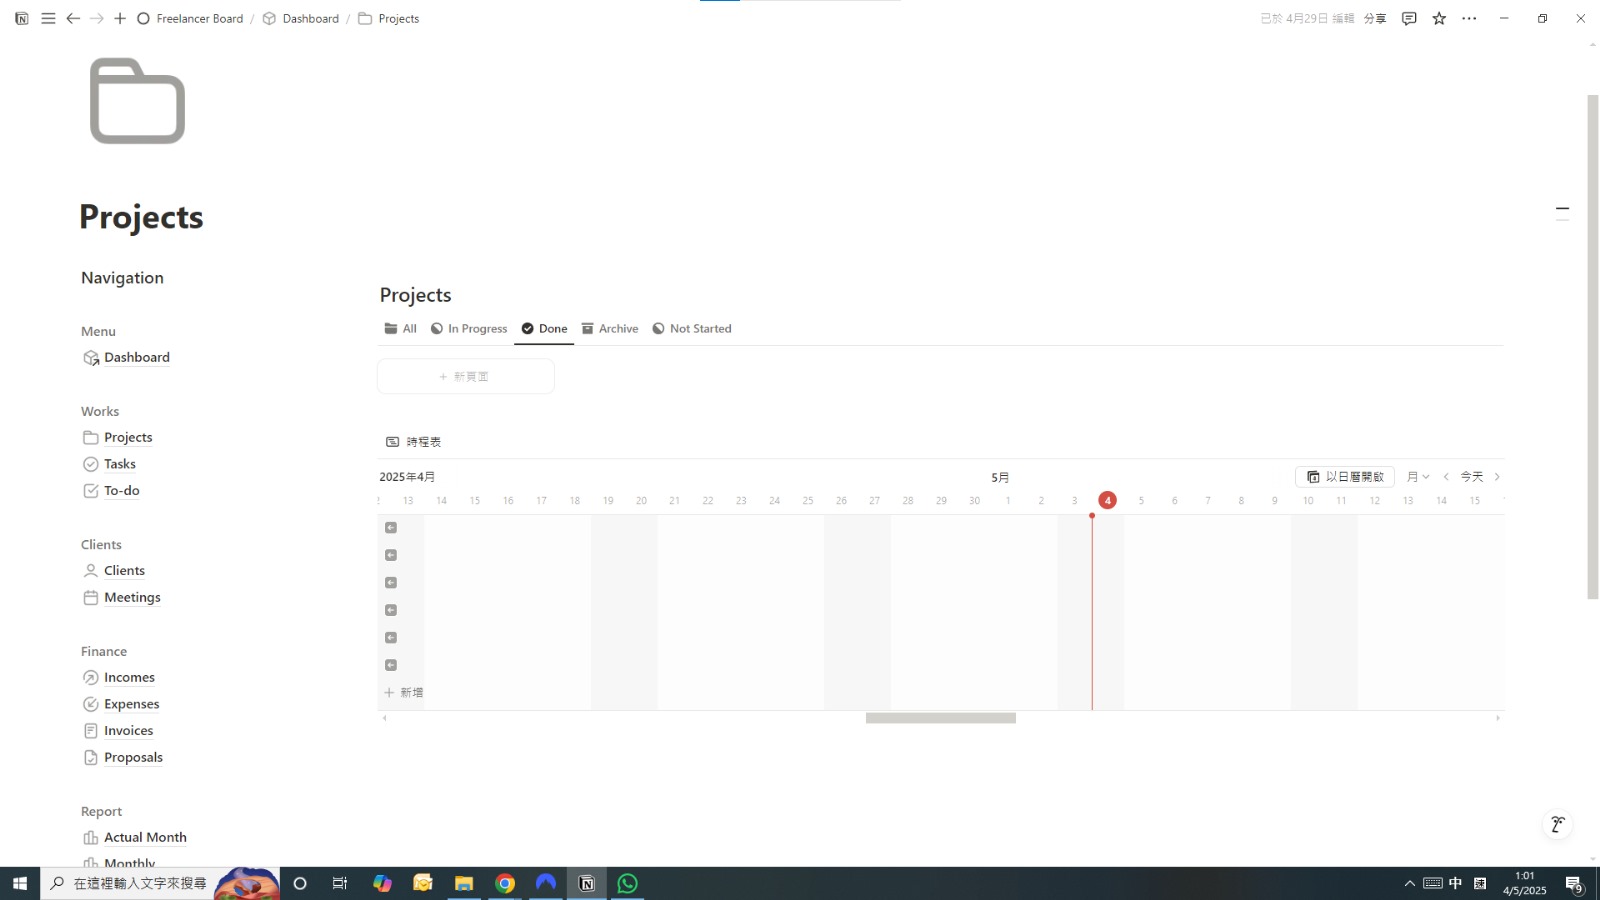 Freelancer Board / Dashboard / Projects
已於 4月29日 編輯 分享
Projects
Navigation
Menu
Dashboard
Works
Projects
Tasks
To-do
Clients
Clients
Meetings
Finance
Incomes
Expenses
Invoices
Proposals
Report
Actual Month
Monthly
Projects
All In Progress Done Archive Not Started
+ 新頁面
時程表
2025年4月 5月 以日曆開啟 月 今天
13 14 15 16 17 18 19 20 21 22 23 24 25 26 27 28 29 30 1 2 3 4 5 6 7 8 9 10 11 12 13 14 15
+ 新增
在這裡輸入文字來搜尋
中
1:01
4/5/2025
9